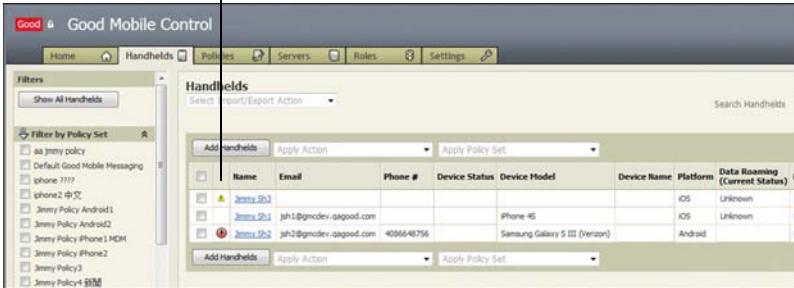 Good Good Mobile Control
Home Handhelds Policies Servers Roles Settings
Filters
Show All Handhelds
Filter by Policy Set
aa jmmy policy
Default Good Mobile Messaging
iphone ????
iphone2 中文
Jimmy Policy Android1
Jimmy Policy Android2
Jimmy Policy iPhone1 MDM
Jimmy Policy iPhone2
Jimmy Policy3
Jimmy Policy4
Handhelds
Select Import/Export Action
Search Handhelds
Add Handhelds Apply Action Apply Policy Set
Name Email Phone # Device Status Device Model Device Name Platform Data Roaming (Current Status)
Jimmy Sh3 iOS Unknown
Jimmy Sh1 jsh1@gmcdev.qagood.com iPhone 4S iOS Unknown
Jimmy Sh2 jsh2@gmcdev.qagood.com 4086648756 Samsung Galaxy S III (Verizon) Android
Add Handhelds Apply Action Apply Policy Set